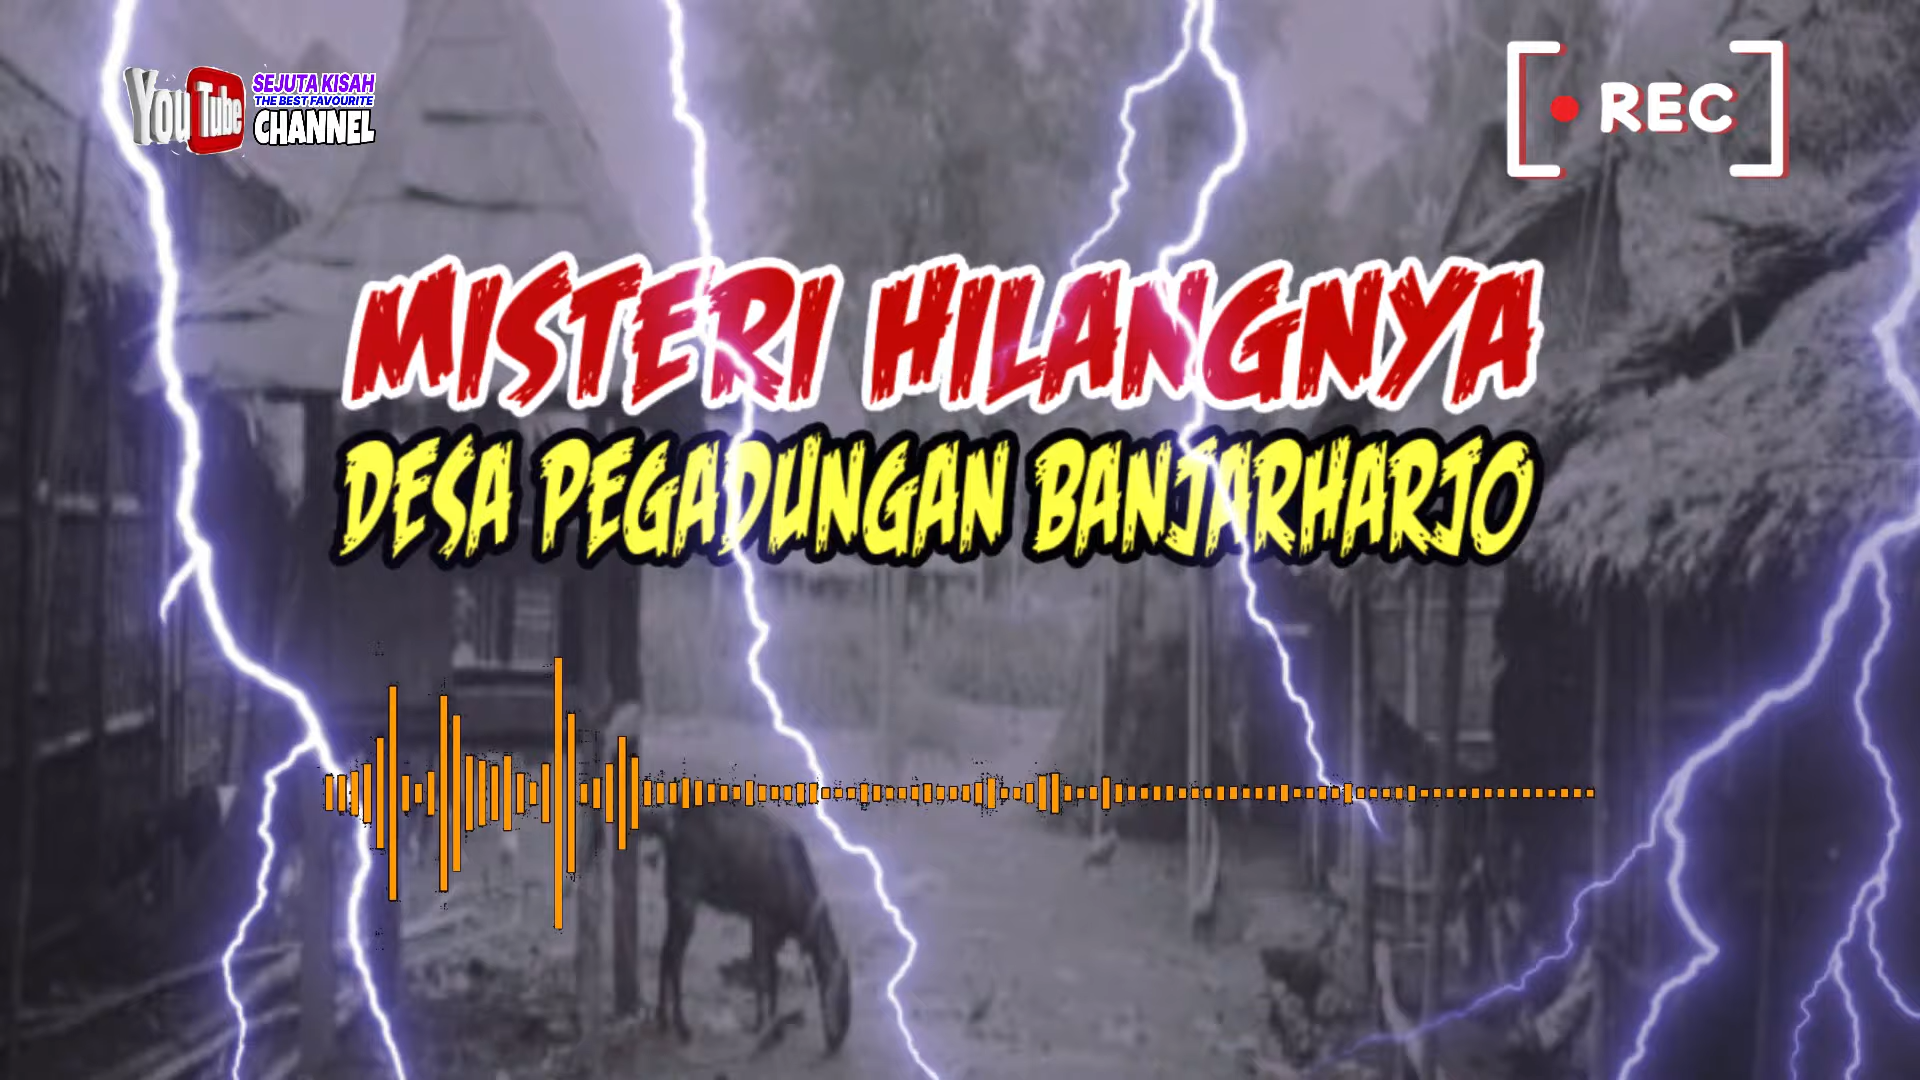 YouTube
SEJUTA KISAH
THE BEST FAVOURITE
CHANNEL
REC
MISTERI HILANGNYA
DESA PEGADUNGAN BANJARHARJO